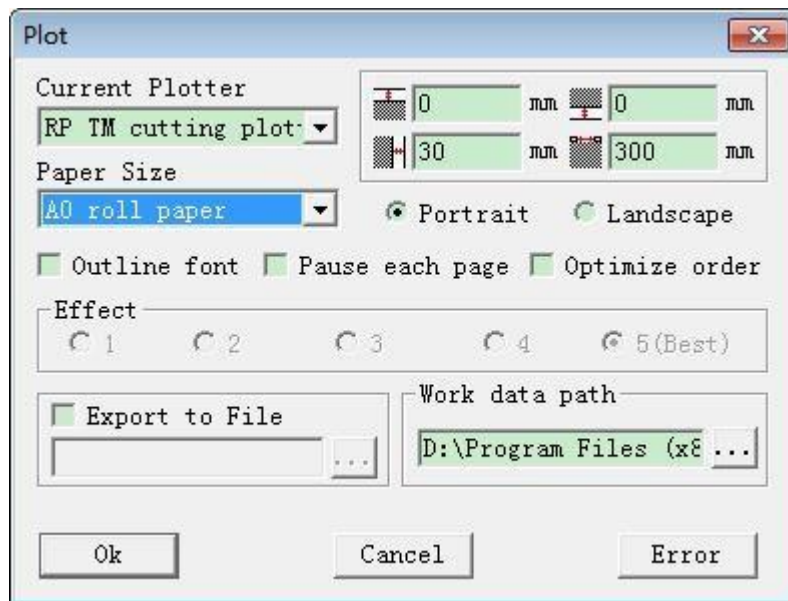 Plot
Current Plotter
RP TM cutting plot
0 mm 0 mm
30 mm 300 mm
Paper Size
A0 roll paper
Portrait Landscape
Outline font Pause each page Optimize order
Effect
1 2 3 4 5(Best)
Export to File
...
Work data path
D:\Program Files (x8 ...
Ok Cancel Error